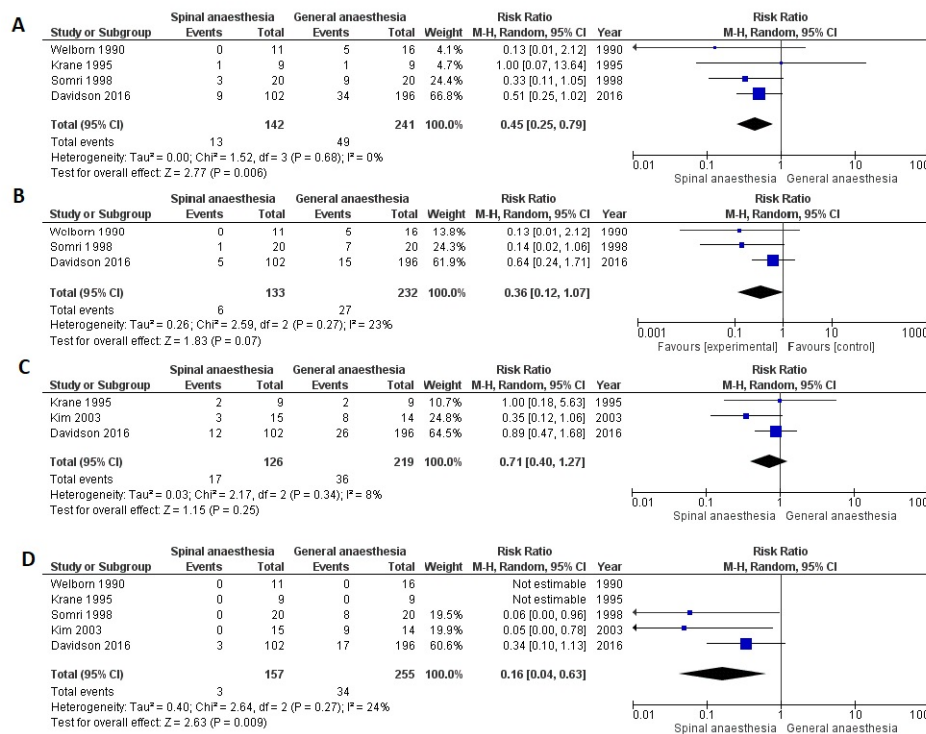 A
Spinal anaesthesia General anaesthesia Risk Ratio Risk Ratio
Study or Subgroup Events Total Events Total Weight M-H, Random, 95% CI Year M-H, Random, 95% CI
Welborn 1990 0 11 5 16 4.1% 0.13 [0.01, 2.12] 1990
Krane 1995 1 9 1 9 4.7% 1.00 [0.07, 13.64] 1995
Somri 1998 3 20 9 20 24.4% 0.33 [0.11, 1.05] 1998
Davidson 2016 9 102 34 196 66.8% 0.51 [0.25, 1.02] 2016
Total (95% CI) 142 241 100.0% 0.45 [0.25, 0.79]
Total events 13 49
Heterogeneity: Tau² = 0.00; Chi² = 1.52, df = 3 (P = 0.68); I² = 0%
Test for overall effect: Z = 2.77 (P = 0.006)
0.01 0.1 1 10 100
Spinal anaesthesia General anaesthesia
B
Spinal anaesthesia General anaesthesia Risk Ratio Risk Ratio
Study or Subgroup Events Total Events Total Weight M-H, Random, 95% CI Year M-H, Random, 95% CI
Welborn 1990 0 11 5 16 13.8% 0.13 [0.01, 2.12] 1990
Somri 1998 1 20 7 20 24.3% 0.14 [0.02, 1.06] 1998
Davidson 2016 5 102 15 196 61.9% 0.64 [0.24, 1.71] 2016
Total (95% CI) 133 232 100.0% 0.36 [0.12, 1.07]
Total events 6 27
Heterogeneity: Tau² = 0.26; Chi² = 2.59, df = 2 (P = 0.27); I² = 23%
Test for overall effect: Z = 1.83 (P = 0.07)
0.001 0.1 1 10 1000
Favours [experimental] Favours [control]
C
Spinal anaesthesia General anaesthesia Risk Ratio Risk Ratio
Study or Subgroup Events Total Events Total Weight M-H, Random, 95% CI Year M-H, Random, 95% CI
Krane 1995 2 9 2 9 10.7% 1.00 [0.18, 5.63] 1995
Kim 2003 3 15 8 14 24.8% 0.35 [0.12, 1.06] 2003
Davidson 2016 12 102 26 196 64.5% 0.89 [0.47, 1.68] 2016
Total (95% CI) 126 219 100.0% 0.71 [0.40, 1.27]
Total events 17 36
Heterogeneity: Tau² = 0.03; Chi² = 2.17, df = 2 (P = 0.34); I² = 8%
Test for overall effect: Z = 1.15 (P = 0.25)
0.01 0.1 1 10 100
Spinal anaesthesia General anaesthesia
D
Spinal anaesthesia General anaesthesia Risk Ratio Risk Ratio
Study or Subgroup Events Total Events Total Weight M-H, Random, 95% CI Year M-H, Random, 95% CI
Welborn 1990 0 11 0 16 Not estimable 1990
Krane 1995 0 9 0 9 Not estimable 1995
Somri 1998 0 20 8 20 19.5% 0.06 [0.00, 0.96] 1998
Kim 2003 0 15 9 14 19.9% 0.05 [0.00, 0.78] 2003
Davidson 2016 3 102 17 196 60.6% 0.34 [0.10, 1.13] 2016
Total (95% CI) 157 255 100.0% 0.16 [0.04, 0.63]
Total events 3 34
Heterogeneity: Tau² = 0.40; Chi² = 2.64, df = 2 (P = 0.27); I² = 24%
Test for overall effect: Z = 2.63 (P = 0.009)
0.01 0.1 1 10 100
Spinal anaesthesia General anaesthesia